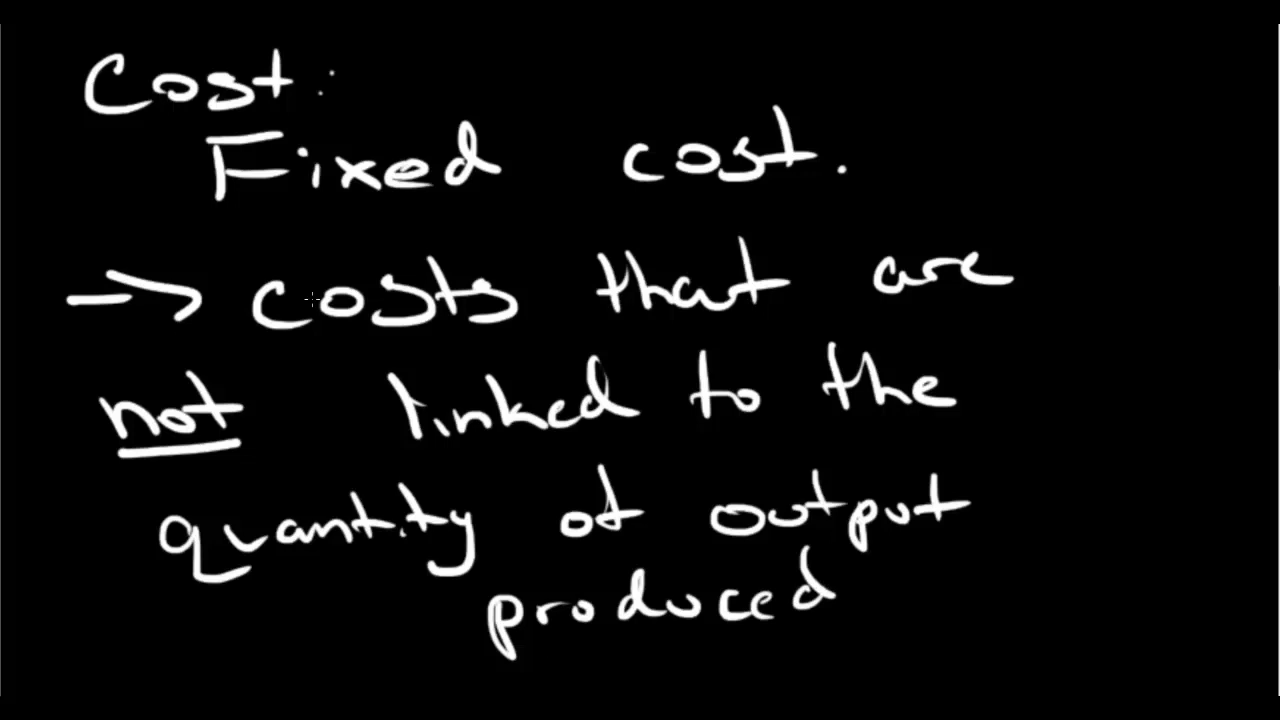 Cost:
Fixed cost.
→ costs that are
not linked to the
quantity of output
produced